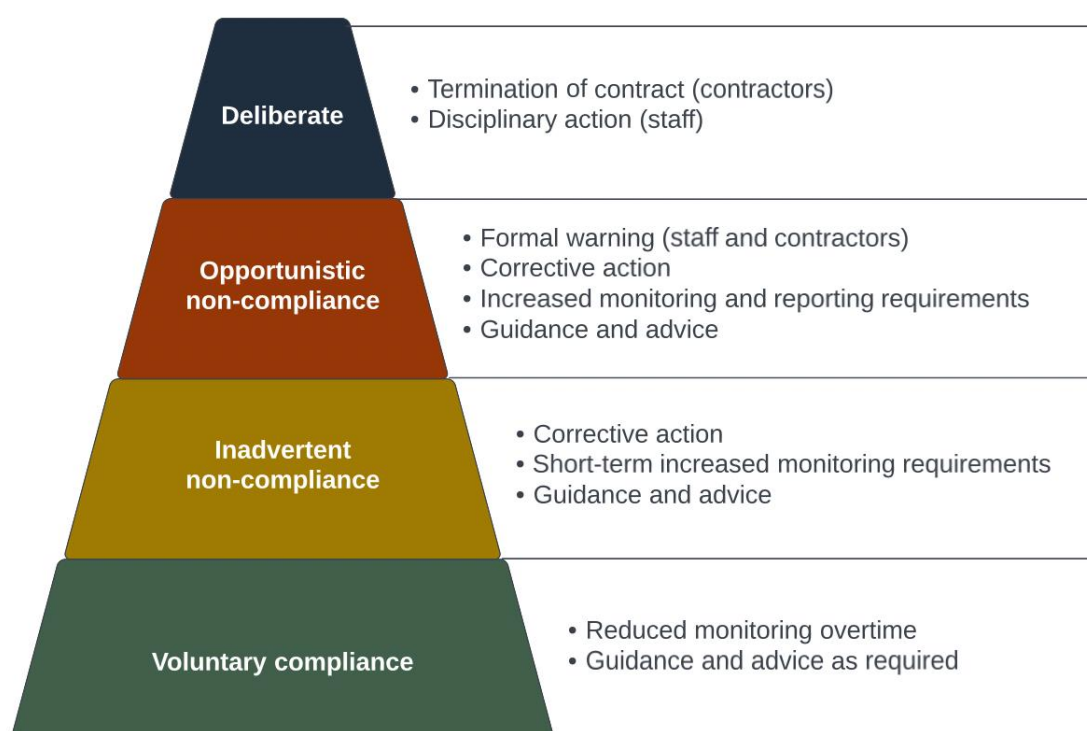 Deliberate
• Termination of contract (contractors)
• Disciplinary action (staff)
Opportunistic
non-compliance
• Formal warning (staff and contractors)
• Corrective action
• Increased monitoring and reporting requirements
• Guidance and advice
Inadvertent
non-compliance
• Corrective action
• Short-term increased monitoring requirements
• Guidance and advice
Voluntary compliance
• Reduced monitoring overtime
• Guidance and advice as required